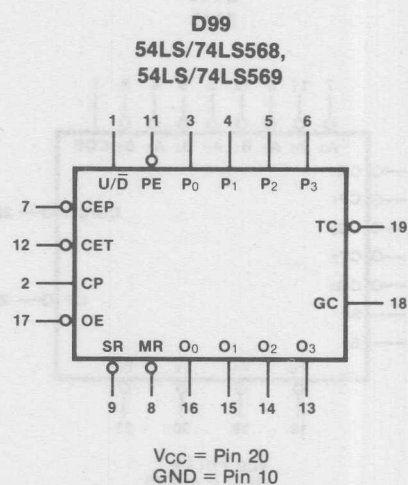 D99
54LS/74LS568,
54LS/74LS569
1 11 3 4 5 6
U/D̅ PE P₀ P₁ P₂ P₃
7 CEP
TC 19
12 CET
2 CP
GC 18
17 OE
SR MR O₀ O₁ O₂ O₃
9 8 16 15 14 13
VCC = Pin 20
GND = Pin 10